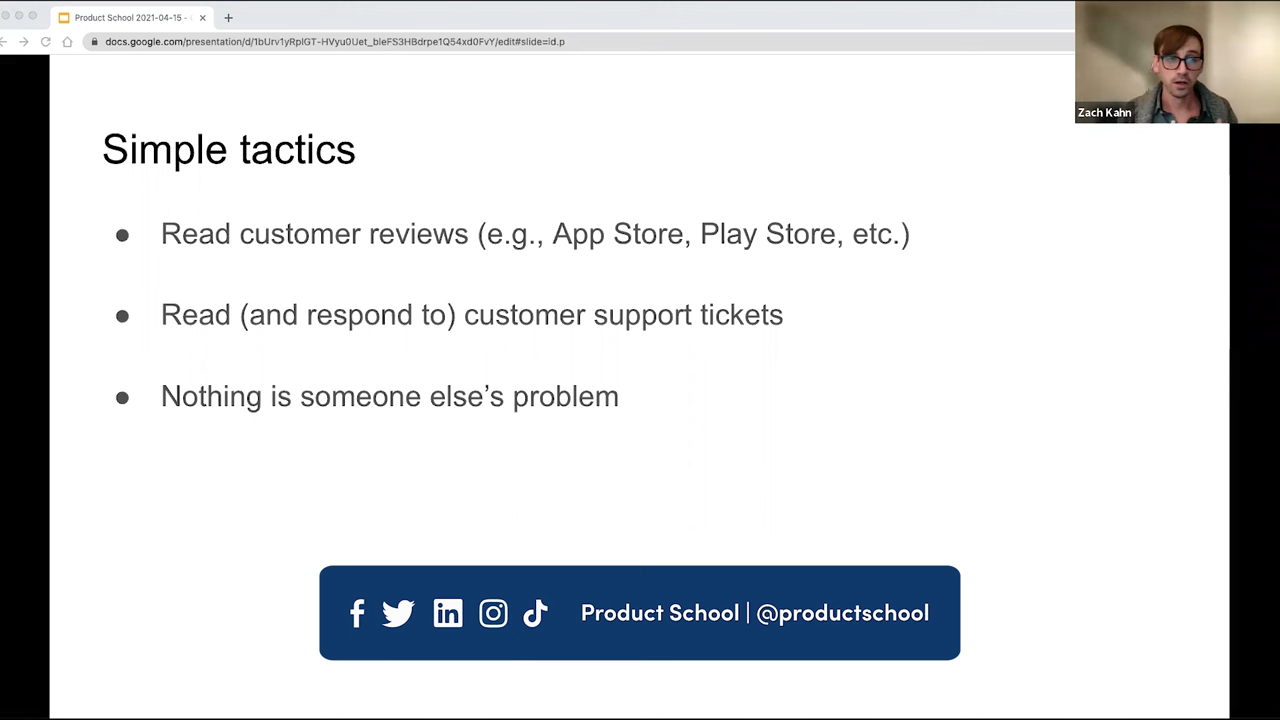 Product School 2021-04-15 -
docs.google.com/presentation/d/1bUrv1yRplGT-HVyu0Uet_bleFS3HBdrpe1Q54xd0FvY/edit#slide=id.p
Zach Kahn
Simple tactics
● Read customer reviews (e.g., App Store, Play Store, etc.)
● Read (and respond to) customer support tickets
● Nothing is someone else’s problem
Product School | @productschool